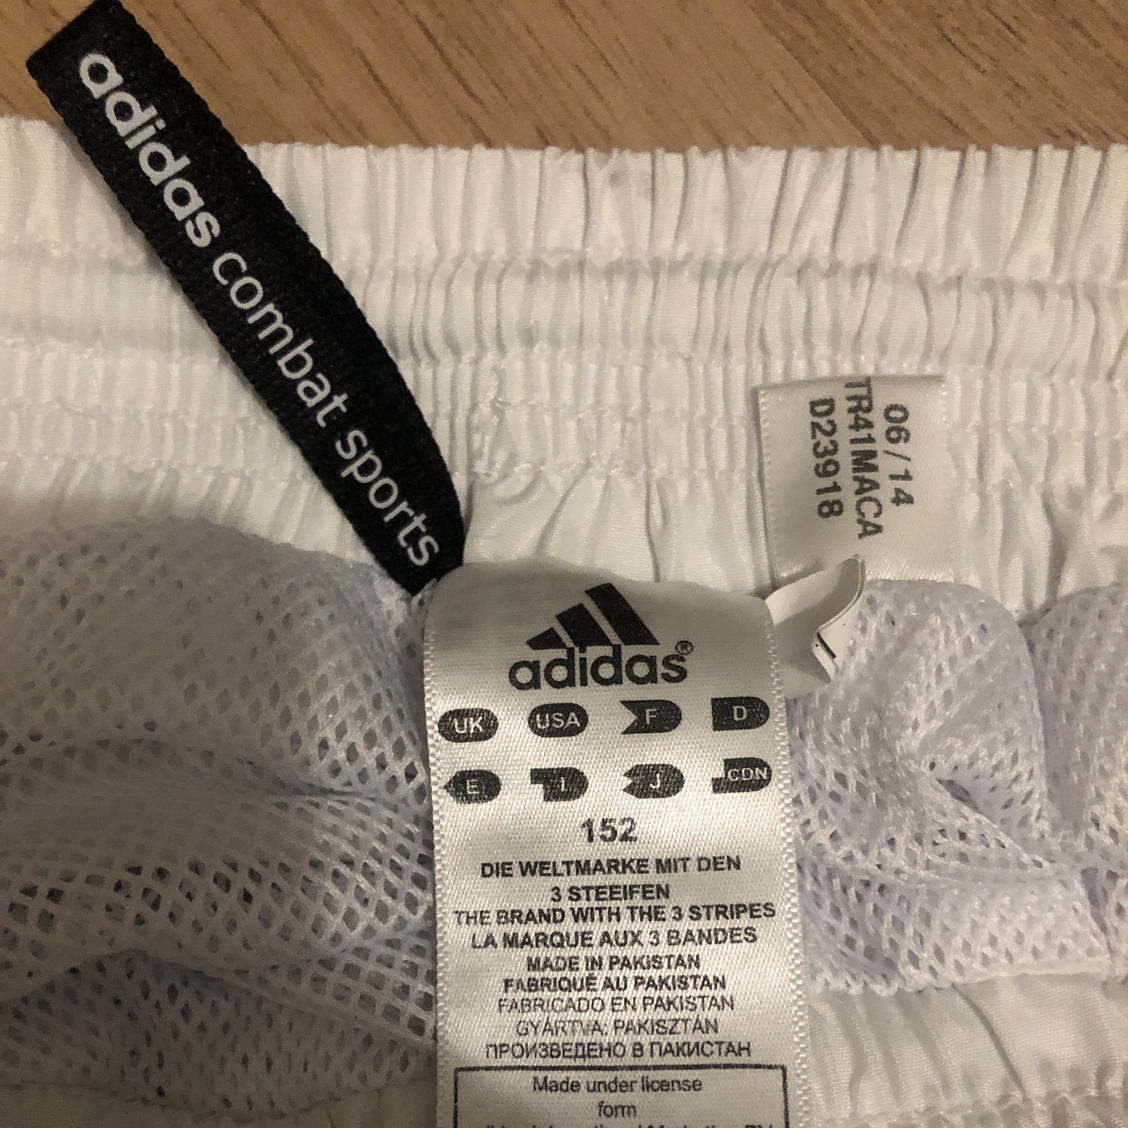 adidas combat sports
06/14
TR41MACA
D23918
adidas®
UK USA F D
E I J CDN
152
DIE WELTMARKE MIT DEN
3 STEEIFEN
THE BRAND WITH THE 3 STRIPES
LA MARQUE AUX 3 BANDES
MADE IN PAKISTAN
FABRIQUÉ AU PAKISTAN
FABRICADO EN PAKISTAN
GYÁRTVA: PAKISZTÁN
ПРОИЗВЕДЕНО В ПАКИСТАН
Made under license
form